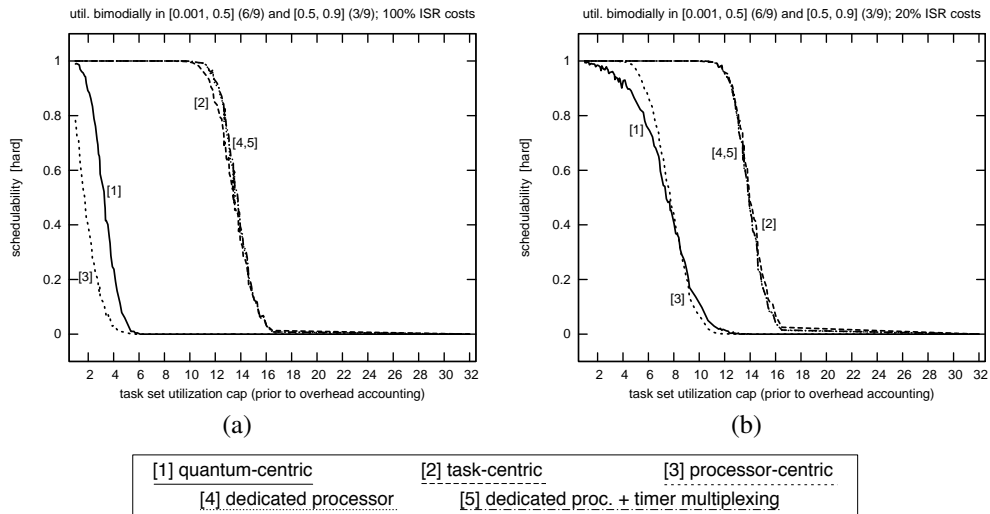 util. bimodially in [0.001, 0.5] (6/9) and [0.5, 0.9] (3/9); 100% ISR costs
schedulability [hard]
1
0.8
0.6
0.4
0.2
0
[1]
[2]
[3]
[4,5]
2 4 6 8 10 12 14 16 18 20 22 24 26 28 30 32
task set utilization cap (prior to overhead accounting)
(a)
util. bimodially in [0.001, 0.5] (6/9) and [0.5, 0.9] (3/9); 20% ISR costs
schedulability [hard]
1
0.8
0.6
0.4
0.2
0
[1]
[4,5]
[2]
[3]
2 4 6 8 10 12 14 16 18 20 22 24 26 28 30 32
task set utilization cap (prior to overhead accounting)
(b)
[1] quantum-centric [2] task-centric [3] processor-centric
[4] dedicated processor [5] dedicated proc. + timer multiplexing